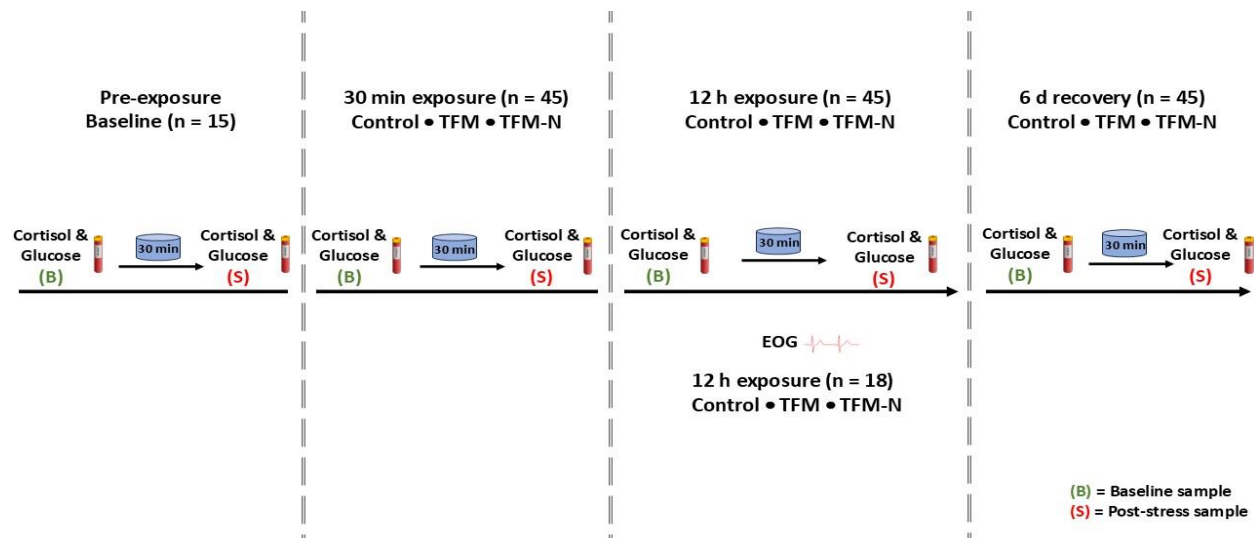 Pre-exposure
Baseline (n = 15)
30 min exposure (n = 45)
Control • TFM • TFM-N
12 h exposure (n = 45)
Control • TFM • TFM-N
6 d recovery (n = 45)
Control • TFM • TFM-N
Cortisol &
Glucose
(B)
30 min
Cortisol &
Glucose
(S)
Cortisol &
Glucose
(B)
30 min
Cortisol &
Glucose
(S)
Cortisol &
Glucose
(B)
30 min
Cortisol &
Glucose
(S)
Cortisol &
Glucose
(B)
30 min
Cortisol &
Glucose
(S)
EOG
12 h exposure (n = 18)
Control • TFM • TFM-N
(B) = Baseline sample
(S) = Post-stress sample